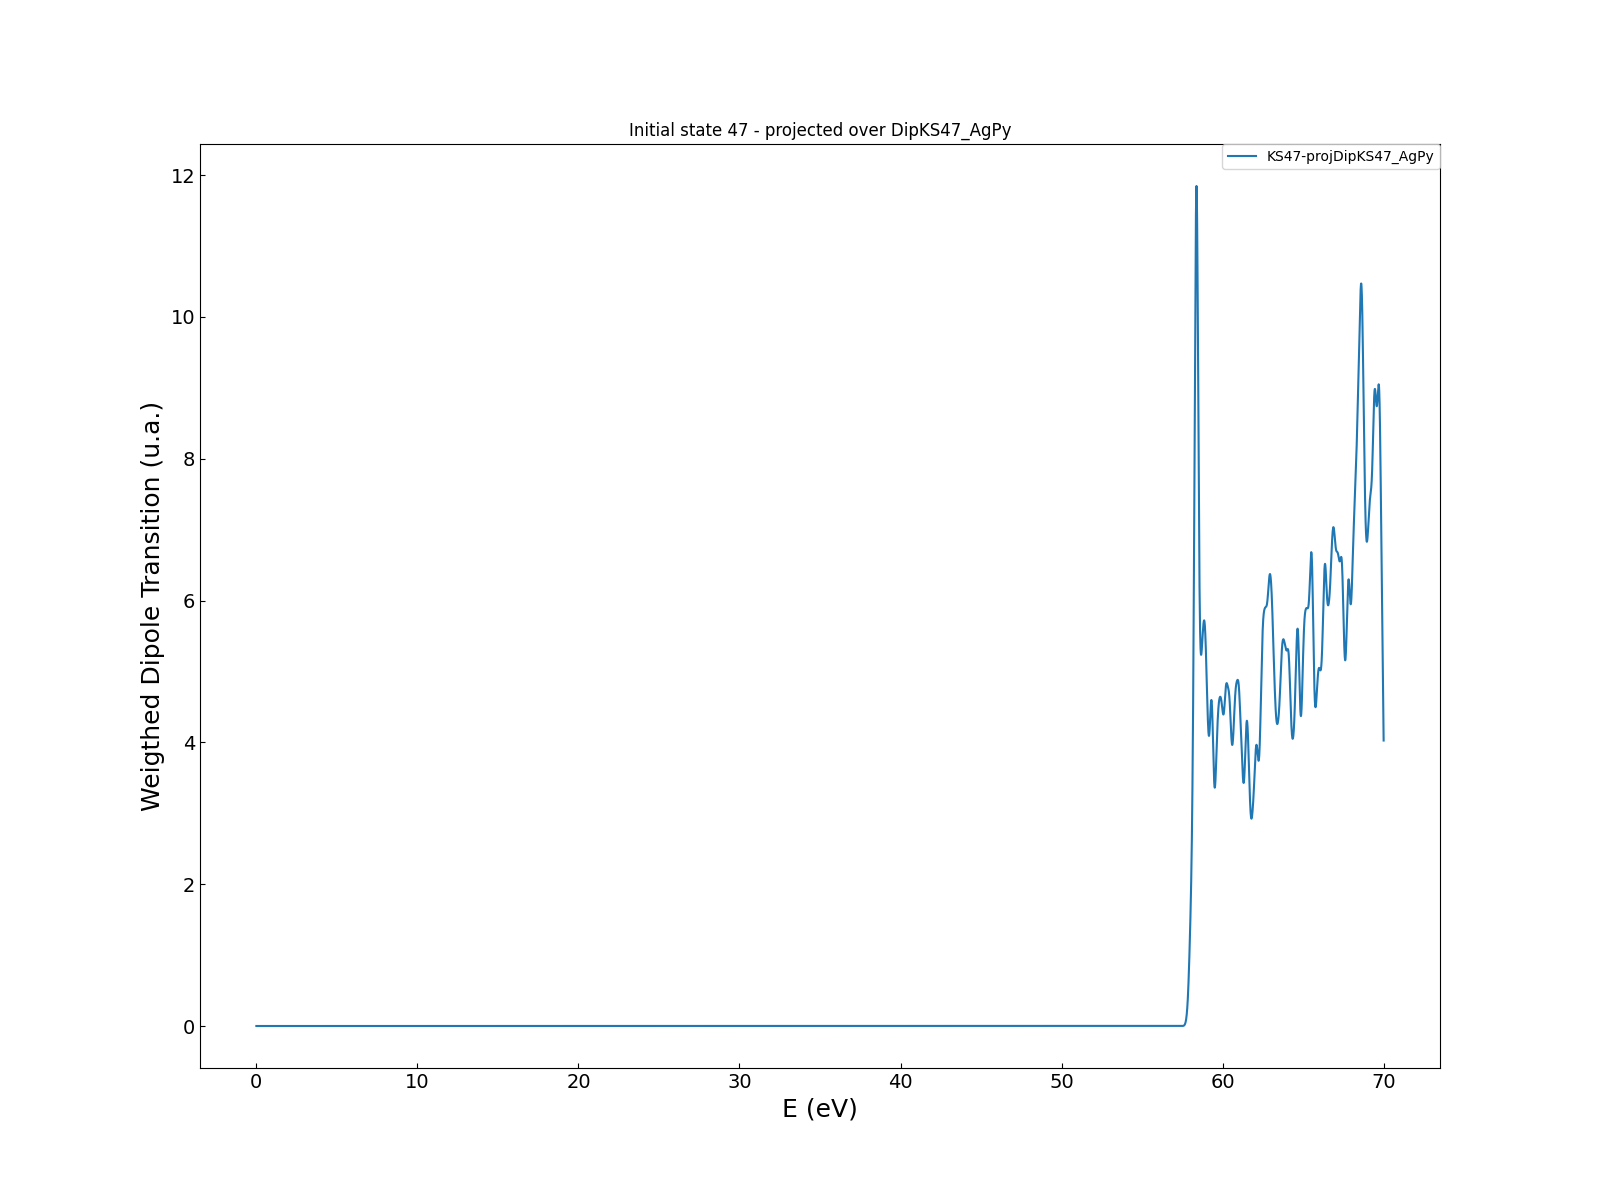 Initial state 47 - projected over DipKS47_AgPy
KS47-projDipKS47_AgPy
Weigthed Dipole Transition (u.a.)
12
10
8
6
4
2
0
0 10 20 30 40 50 60 70
E (eV)